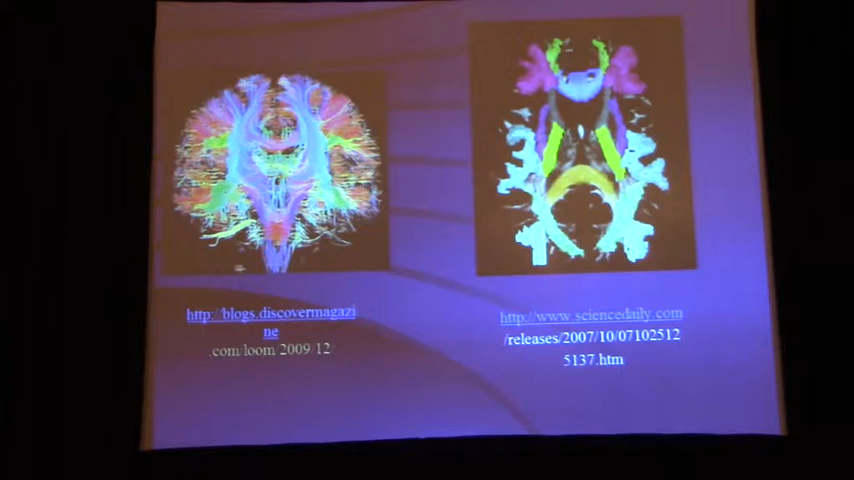 http://blogs.discovermagazi
ne
.com/loom/2009/12/
http://www.sciencedaily.com
/releases/2007/10/07102512
5137.htm